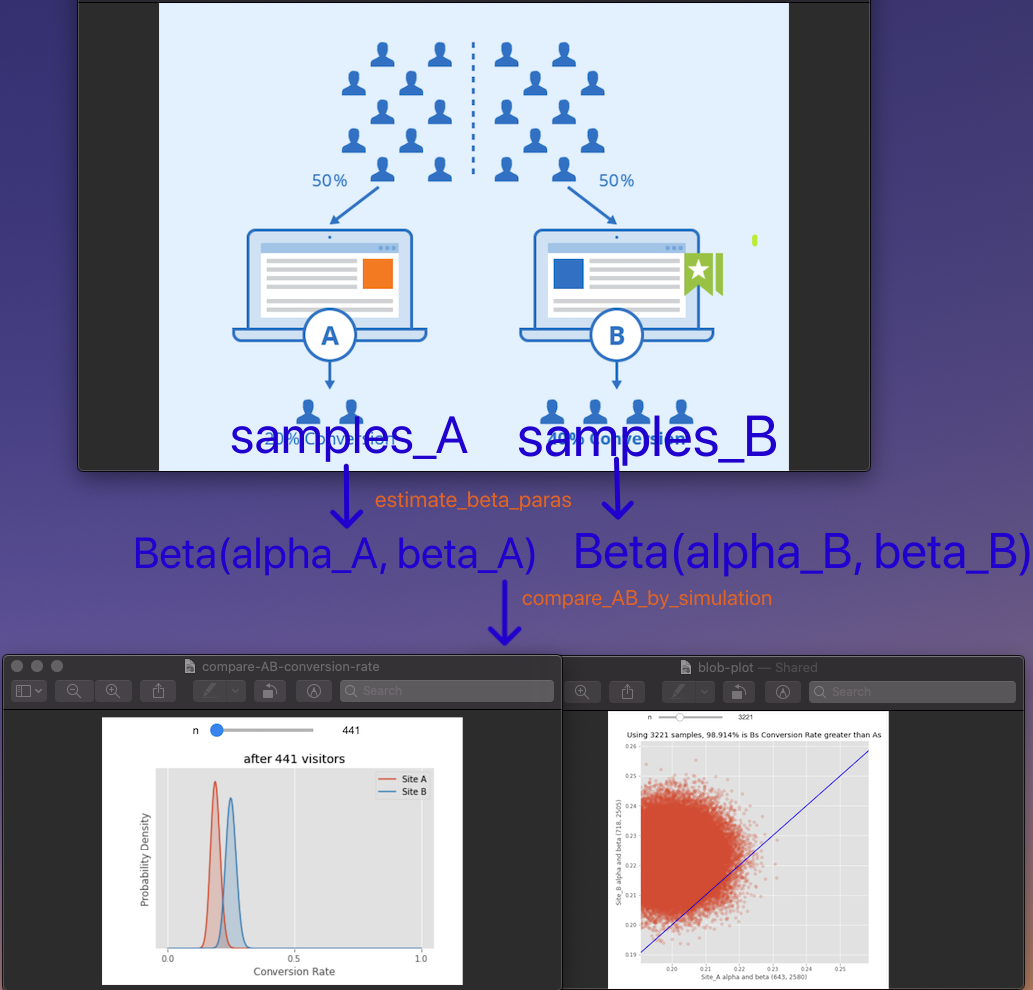 50%
50%
A
B
20% Conversion
40% Conversion
samples_A
samples_B
estimate_beta_paras
Beta(alpha_A, beta_A)
Beta(alpha_B, beta_B)
compare_AB_by_simulation
compare-AB-conversion-rate
Search
n
441
after 441 visitors
Site A
Site B
Probability Density
0.0
0.5
1.0
Conversion Rate
blob-plot — Shared
Search
n
3221
Using 3221 samples, 98.914% is Bs Conversion Rate greater than As
Site_B alpha and beta (718, 2505)
0.26
0.25
0.24
0.23
0.22
0.21
0.20
0.19
0.20
0.21
0.22
0.23
0.24
0.25
Site_A alpha and beta (643, 2580)